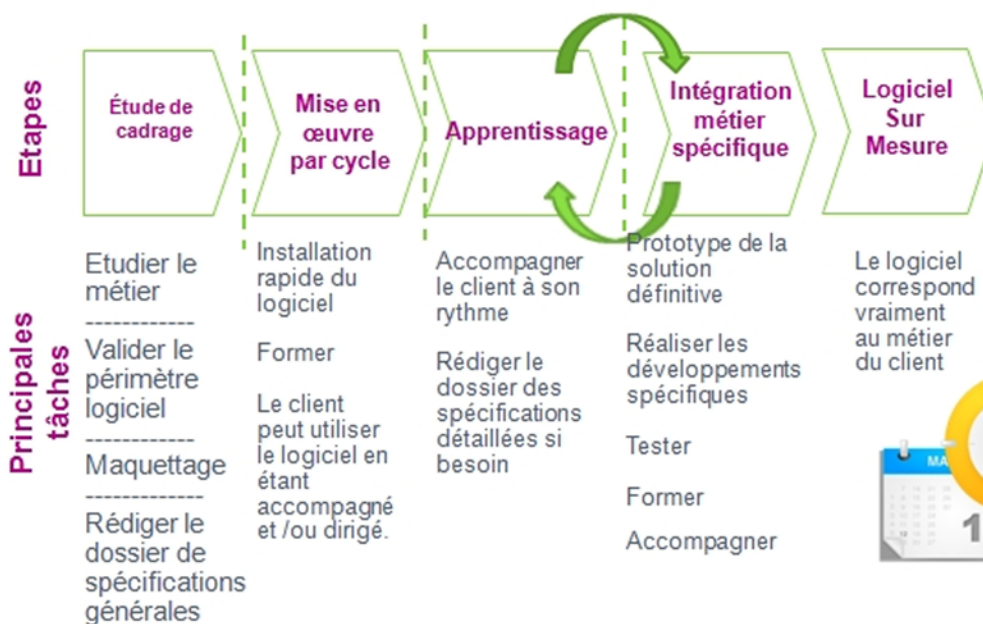 Etapes
Étude de
cadrage
Mise en
œuvre
par cycle
Apprentissage
Intégration
métier
spécifique
Logiciel
Sur
Mesure
Principales
tâches
Etudier le
métier
------------
Valider le
périmètre
logiciel
------------
Maquettage
-------------
Rédiger le
dossier de
spécifications
générales
Installation
rapide du
logiciel
Former
Le client
peut utiliser
le logiciel en
étant
accompagné
et /ou dirigé.
Accompagner
le client à son
rythme
Rédiger le
dossier des
spécifications
détaillées si
besoin
Prototype de la
solution
définitive
Réaliser les
développements
spécifiques
Tester
Former
Accompagner
Le logiciel
correspond
vraiment
au métier
du client
MA
1